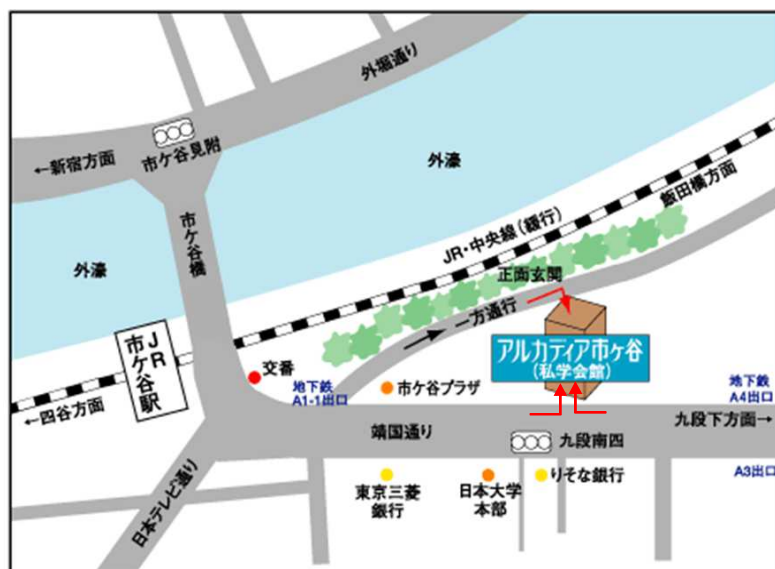 外堀通り
←新宿方面
市ケ谷見附
外濠
飯田橋方面
市ケ谷橋
JR・中央線（緩行）
外濠
正面玄関
一方通行
JR
市ケ谷駅
アルカディア市ヶ谷
(私学会館)
交番
地下鉄
A1-1出口
市ケ谷プラザ
地下鉄
A4出口
←四谷方面
靖国通り
九段南四
九段下方面→
日本テレビ通り
東京三菱
銀行
日本大学
本部
りそな銀行
A3出口